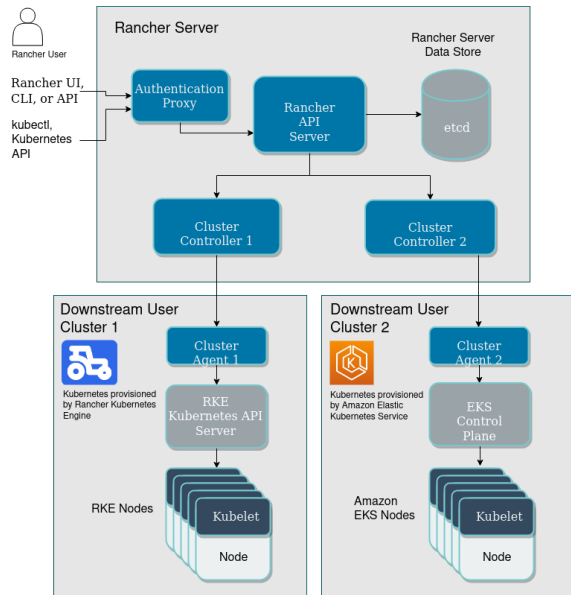 Rancher Server
Rancher User
Rancher Server
Data Store
Rancher UI,
CLI, or API
kubectl,
Kubernetes
API
Authentication
Proxy
Rancher
API
Server
etcd
Cluster
Controller 1
Cluster
Controller 2
Downstream User
Cluster 1
Kubernetes provisioned
by Rancher Kubernetes
Engine
Cluster
Agent 1
RKE
Kubernetes API
Server
RKE Nodes
Kubelet
Node
Downstream User
Cluster 2
K
Kubernetes provisioned
by Amazon Elastic
Kubernetes Service
Cluster
Agent 2
EKS
Control
Plane
Amazon
EKS Nodes
Kubelet
Node